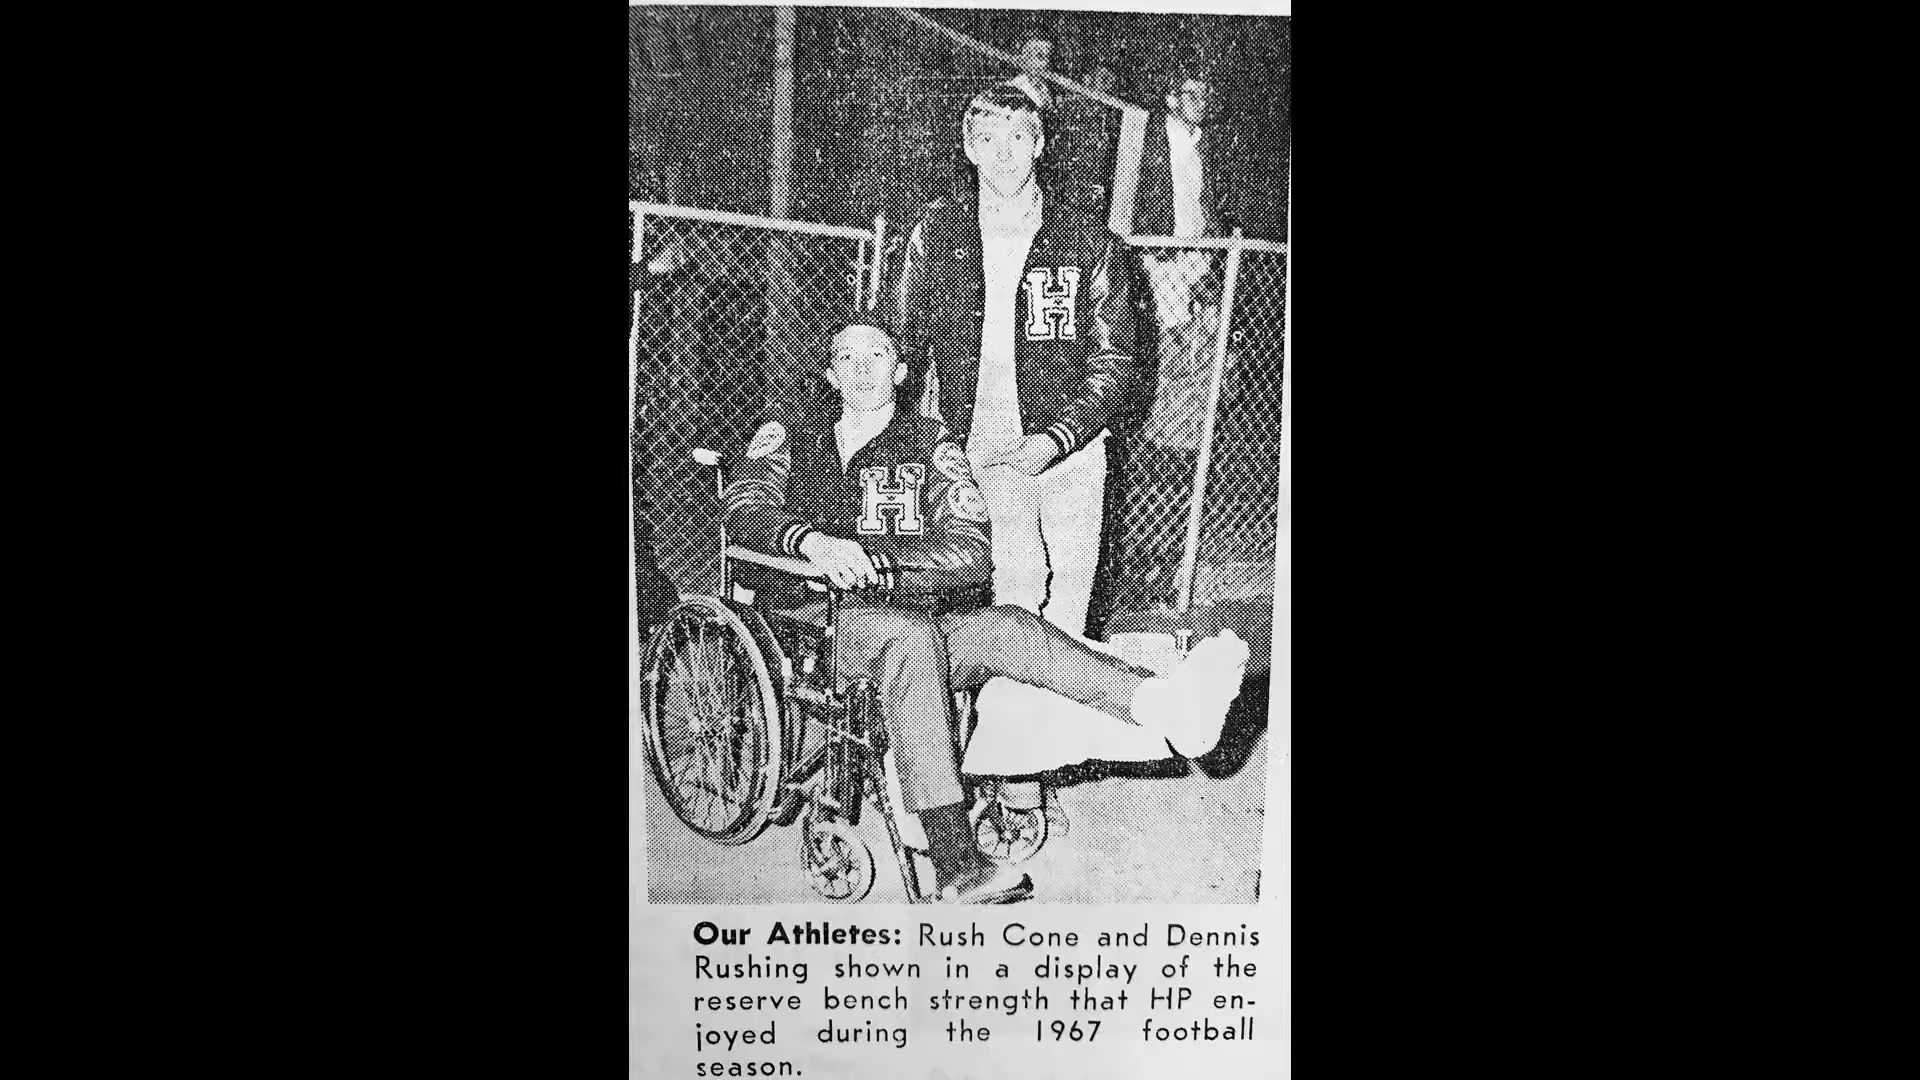 H
H
Our Athletes: Rush Cone and Dennis
Rushing shown in a display of the
reserve bench strength that HP en-
joyed during the 1967 football
season.